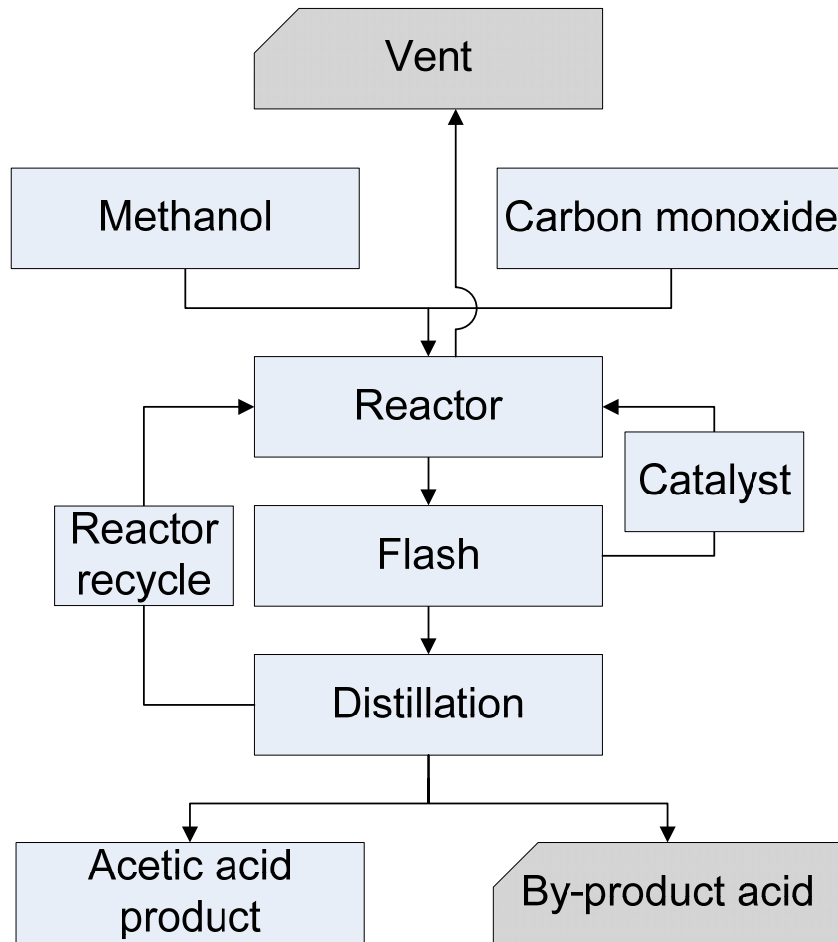 Vent
Methanol
Carbon monoxide
Reactor
Catalyst
Reactor
recycle
Flash
Distillation
Acetic acid
product
By-product acid